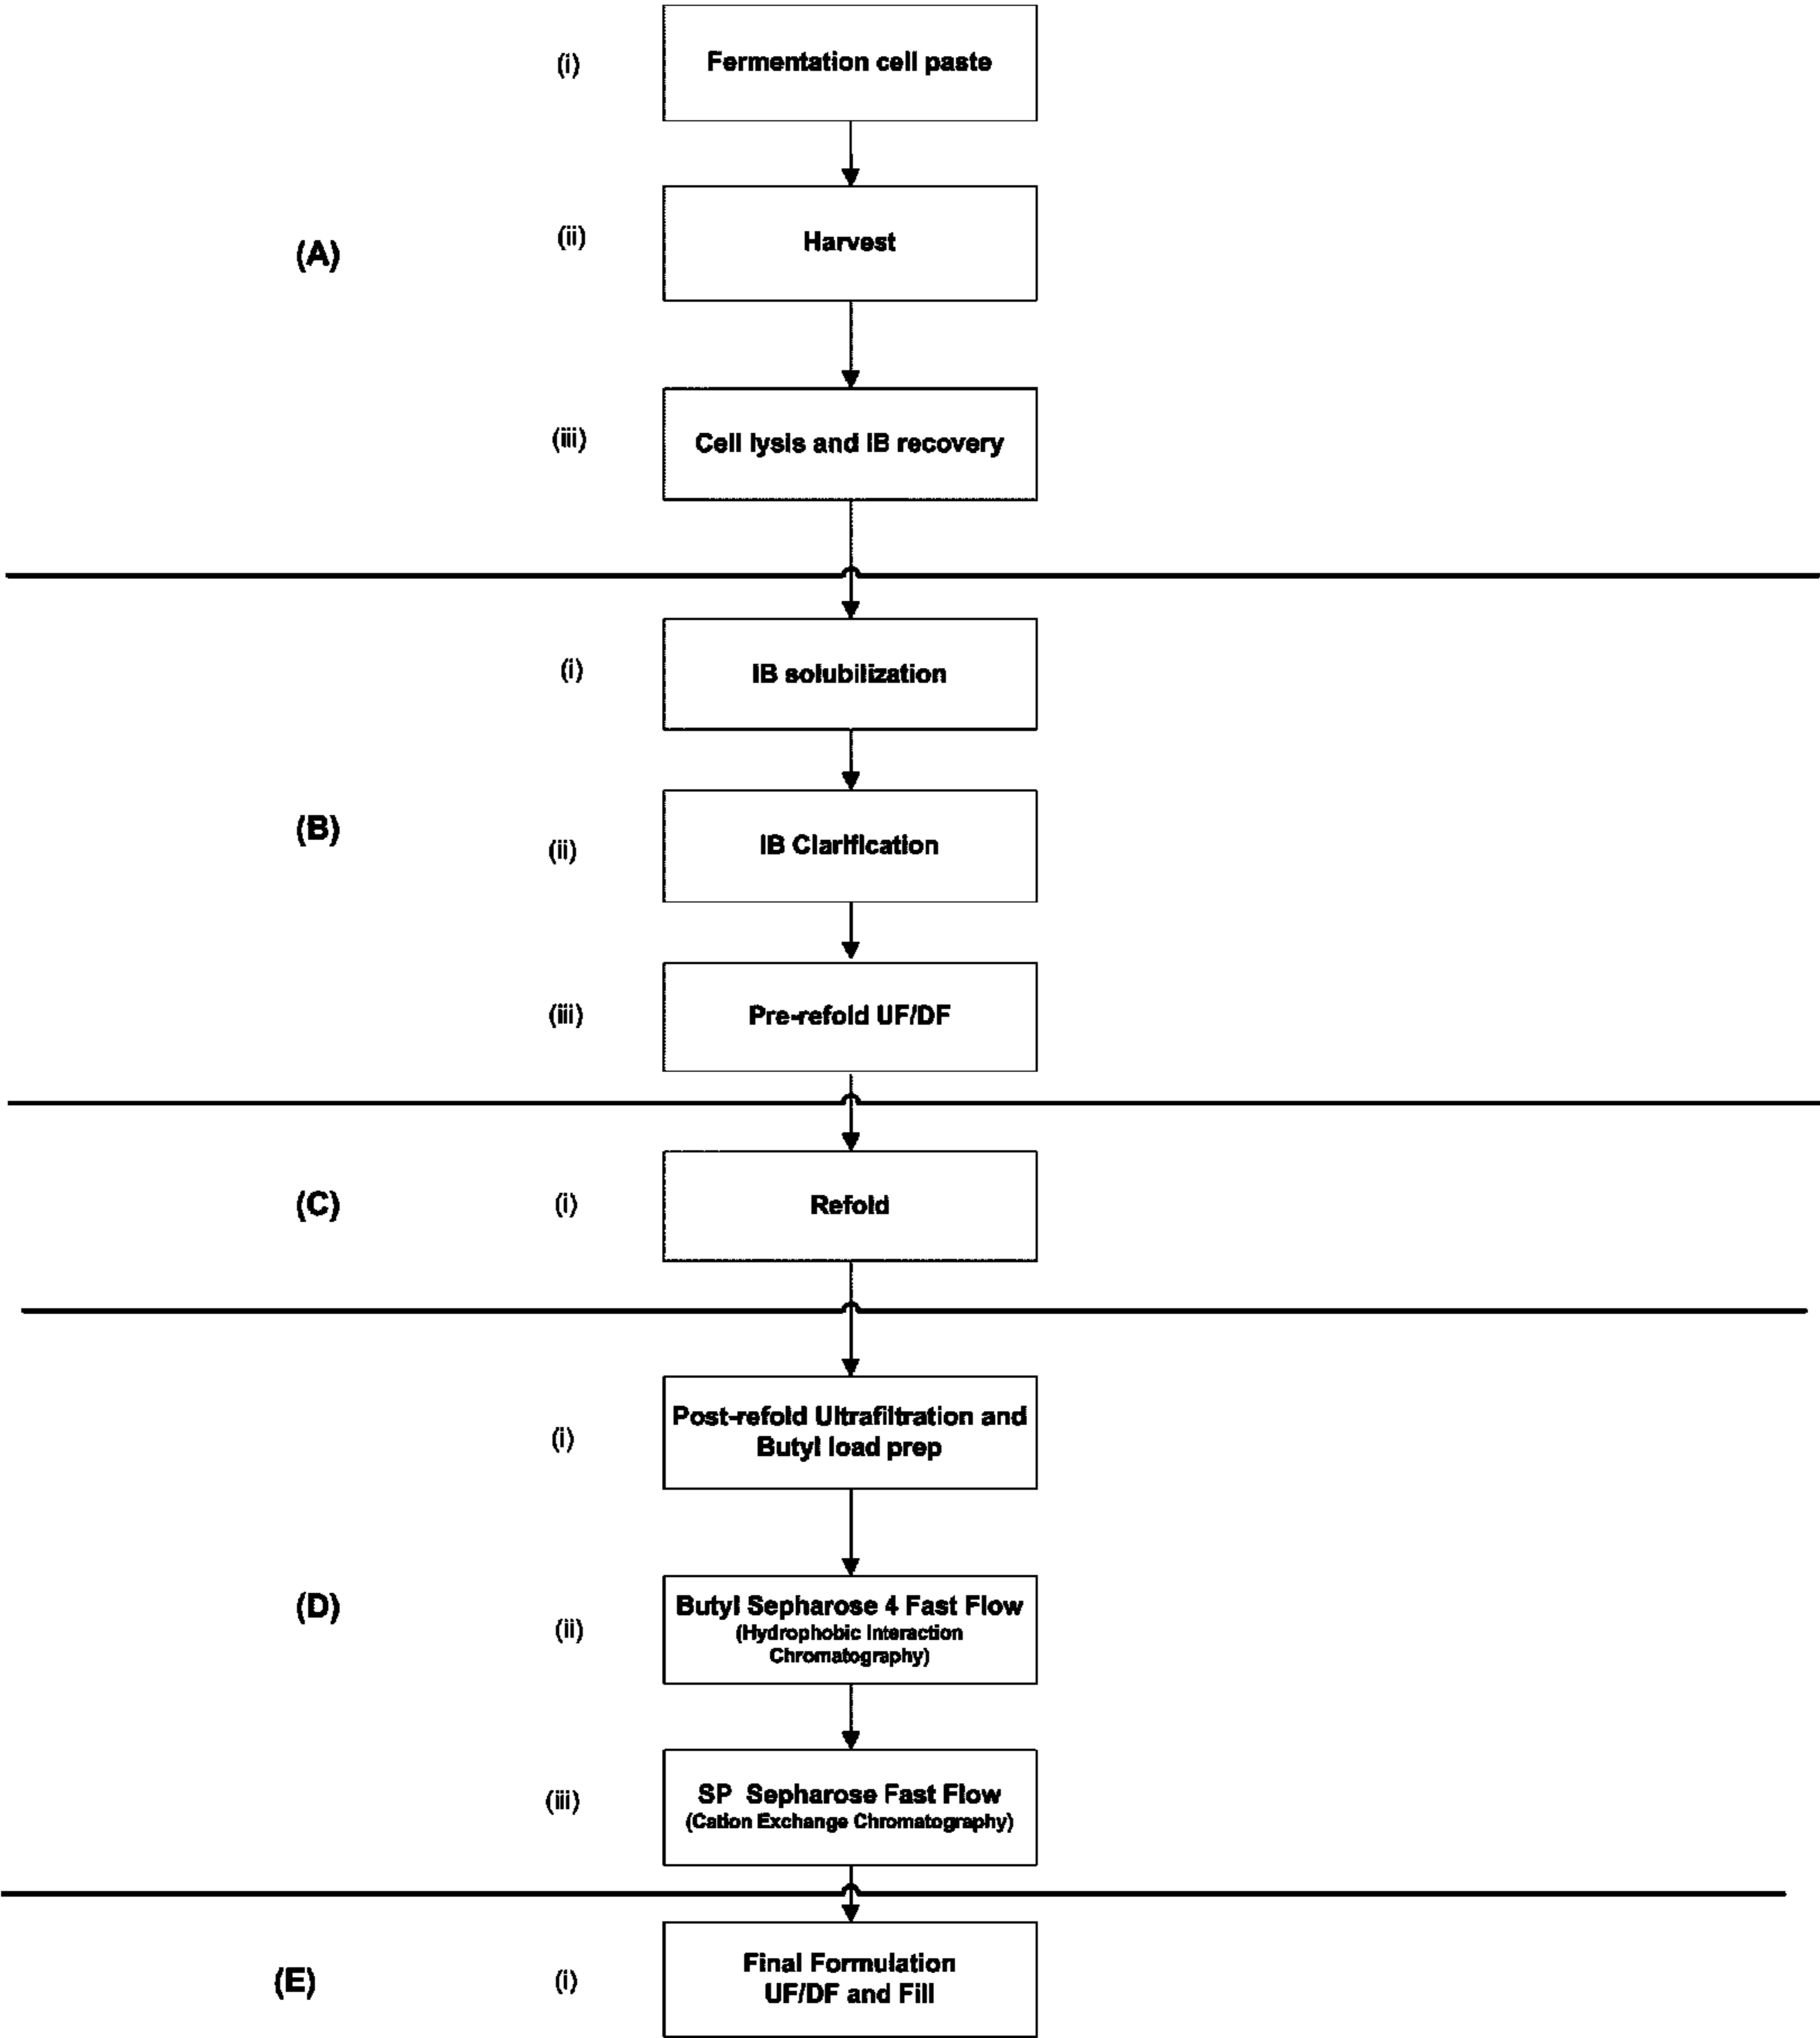 (i) Fermentation cell paste
(A) (ii) Harvest
(iii) Cell lysis and IB recovery
(i) IB solubilization
(B) (ii) IB Clarification
(iii) Pre-refold UF/DF
(C) (i) Refold
Post-refold Ultrafiltration and
(i) Butyl load prep
(D) (ii) Butyl Sepharose 4 Fast Flow
(Hydrophobic Interaction
Chromatography)
(iii) SP Sepharose Fast Flow
(Cation Exchange Chromatography)
(E) (i) Final Formulation
UF/DF and Fill